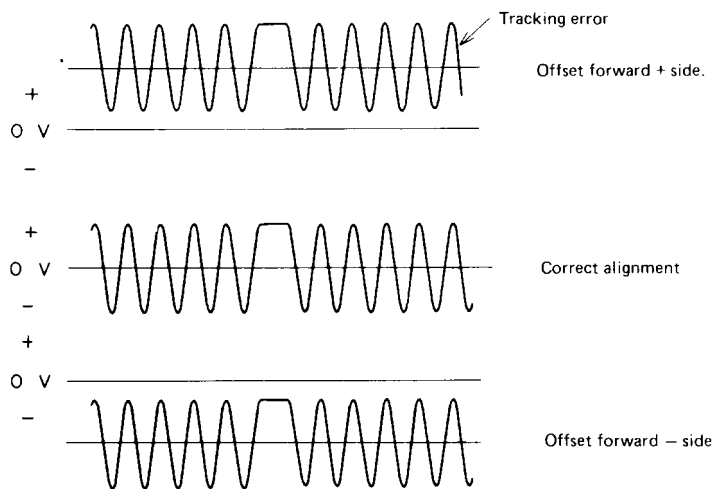 Tracking error
Offset forward + side.
+
O V
−
+
O V
Correct alignment
−
+
O V
−
Offset forward − side